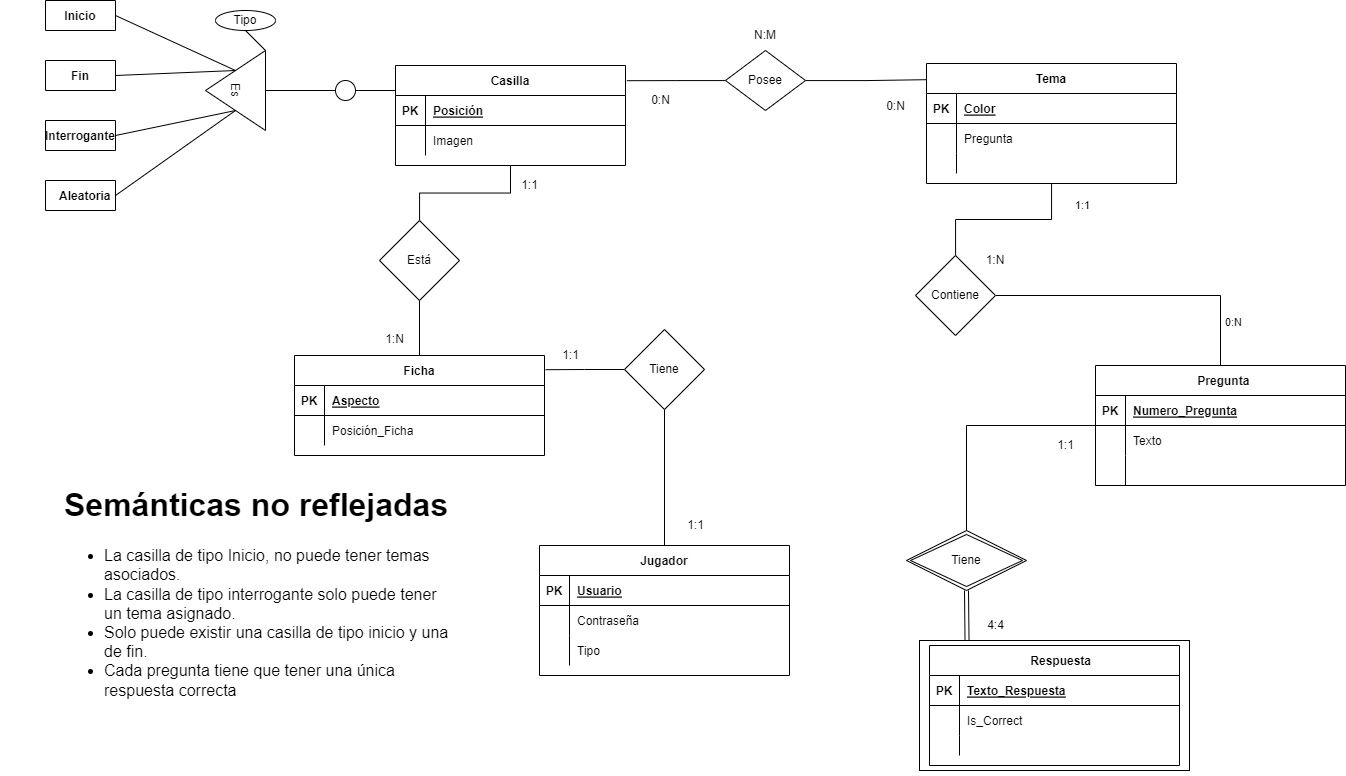 Inicio
Tipo
Fin
Es
Interrogante
Aleatoria
Casilla
PK Posición
Imagen
N:M
Posee
0:N
0:N
Tema
PK Color
Pregunta
1:1
Está
1:N
1:1
1:N
Contiene
0:N
Ficha
PK Aspecto
Posición_Ficha
1:1
Tiene
1:1
Pregunta
PK Numero_Pregunta
Texto
1:1
Tiene
4:4
Jugador
PK Usuario
Contraseña
Tipo
Respuesta
PK Texto_Respuesta
Is_Correct
Semánticas no reflejadas
• La casilla de tipo Inicio, no puede tener temas
asociados.
• La casilla de tipo interrogante solo puede tener
un tema asignado.
• Solo puede existir una casilla de tipo inicio y una
de fin.
• Cada pregunta tiene que tener una única
respuesta correcta